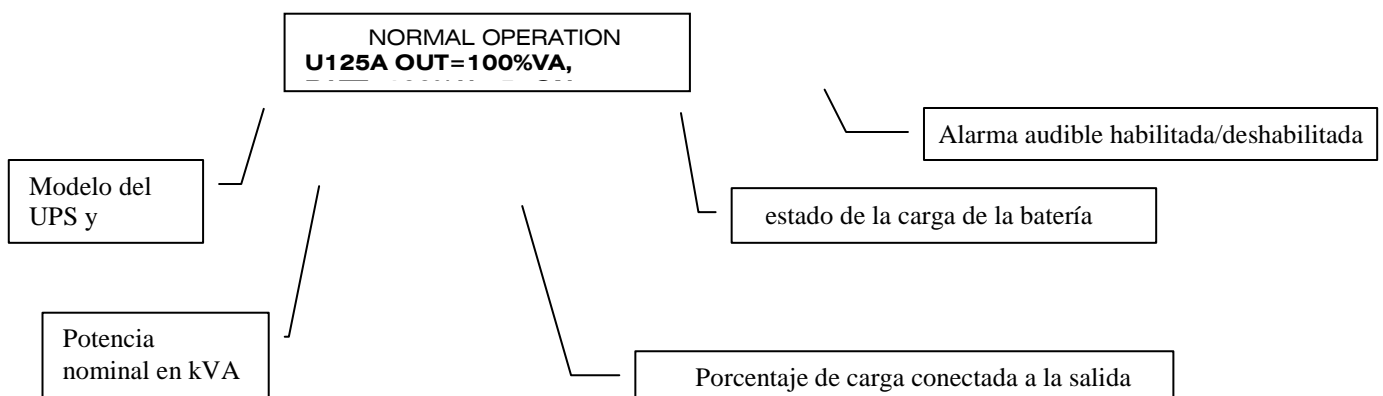 NORMAL OPERATION
U125A OUT=100%VA,
Alarma audible habilitada/deshabilitada
Modelo del
UPS y
estado de la carga de la batería
Potencia
nominal en kVA
Porcentaje de carga conectada a la salida